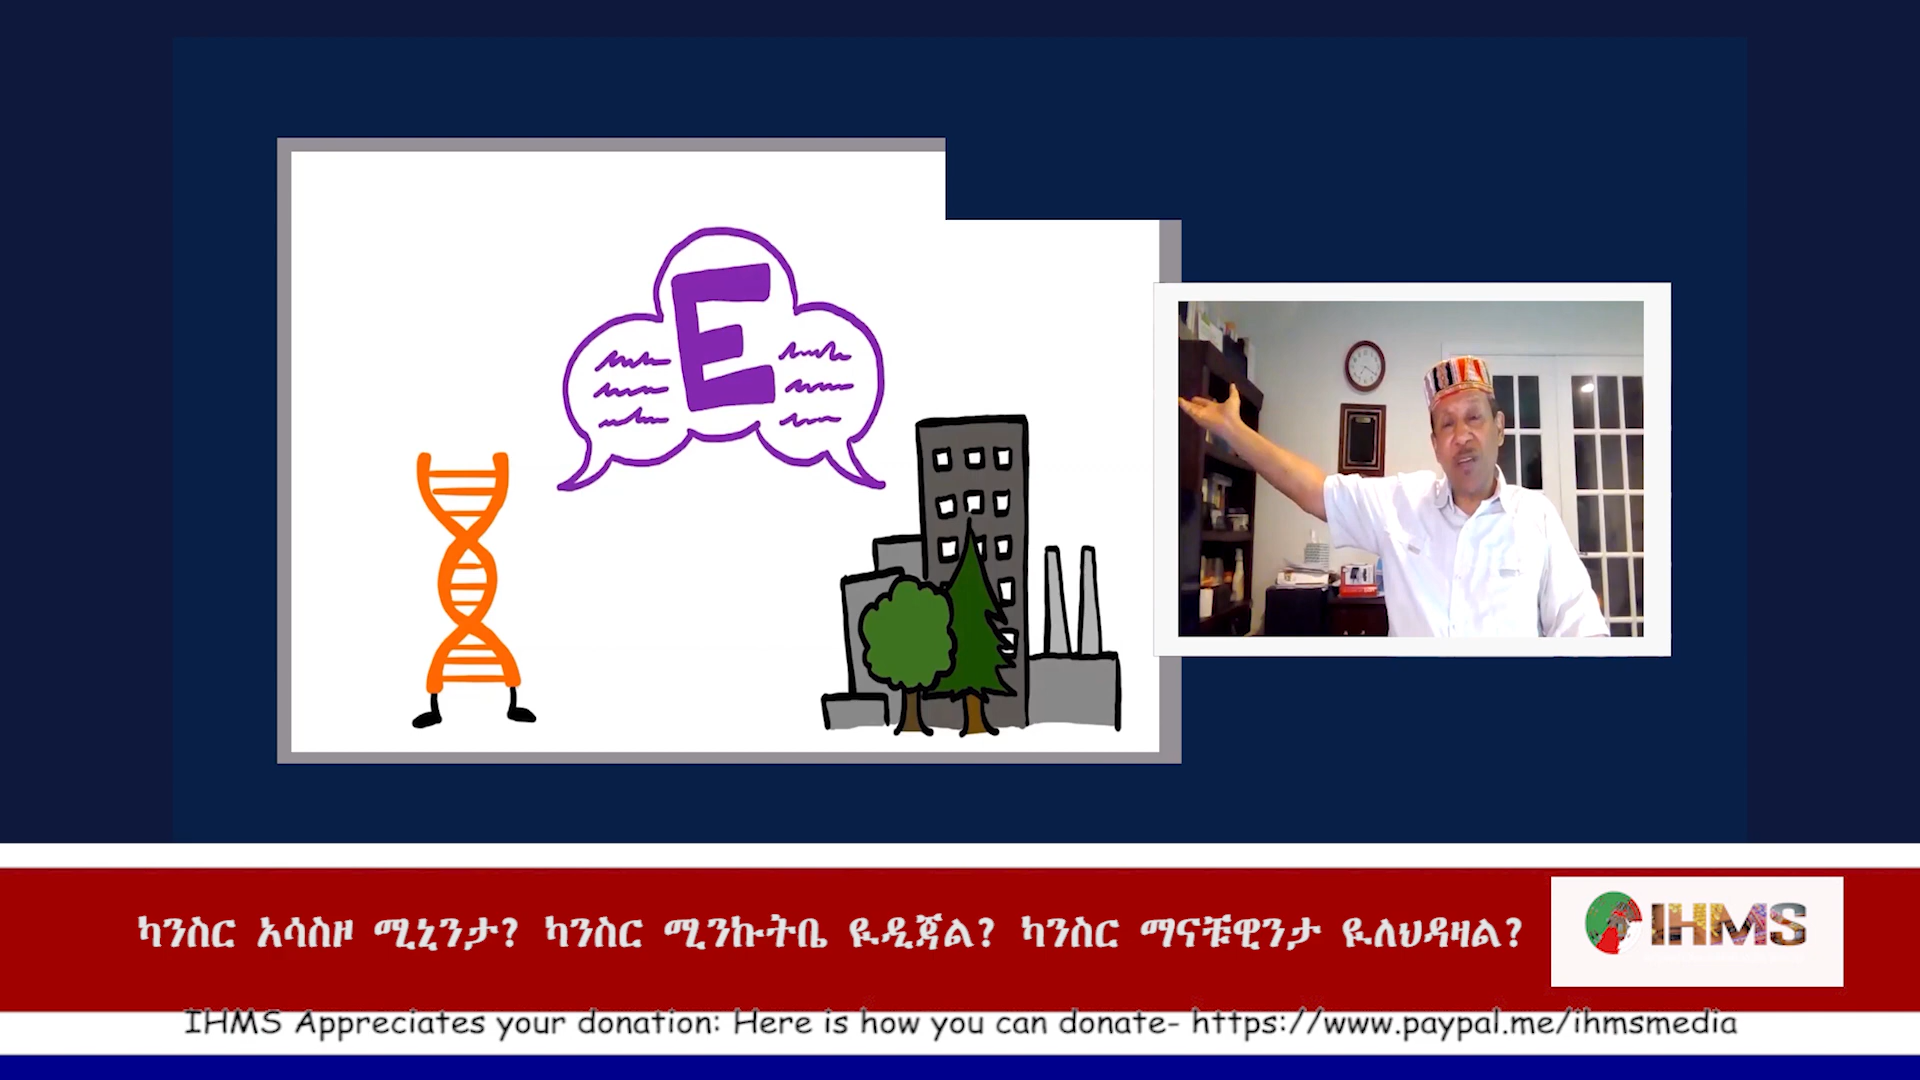 E
ካንስር አሳስዞ ሚኒንታ? ካንስር ሚንኩትቤ ዪዲጃል? ካንስር ማናቹዊንታ ዪለህዳዛል?
IHMS
IHMS Appreciates your donation: Here is how you can donate- https://www.paypal.me/ihmsmedia